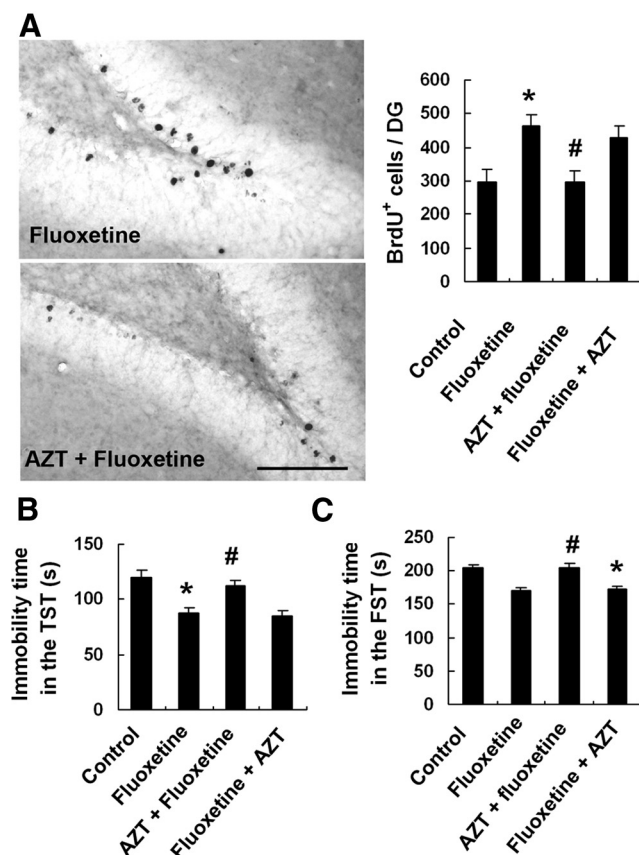 A
Fluoxetine
AZT + Fluoxetine
BrdU+ cells / DG
600
500
400
300
200
100
0
*
#
Control
Fluoxetine
AZT + fluoxetine
Fluoxetine + AZT
B
Immobility time
in the TST (s)
150
100
50
0
*
#
Control
Fluoxetine
AZT + Fluoxetine
Fluoxetine + AZT
C
Immobility time
in the FST (s)
250
200
150
100
50
0
#
*
Control
Fluoxetine
AZT + fluoxetine
Fluoxetine + AZT